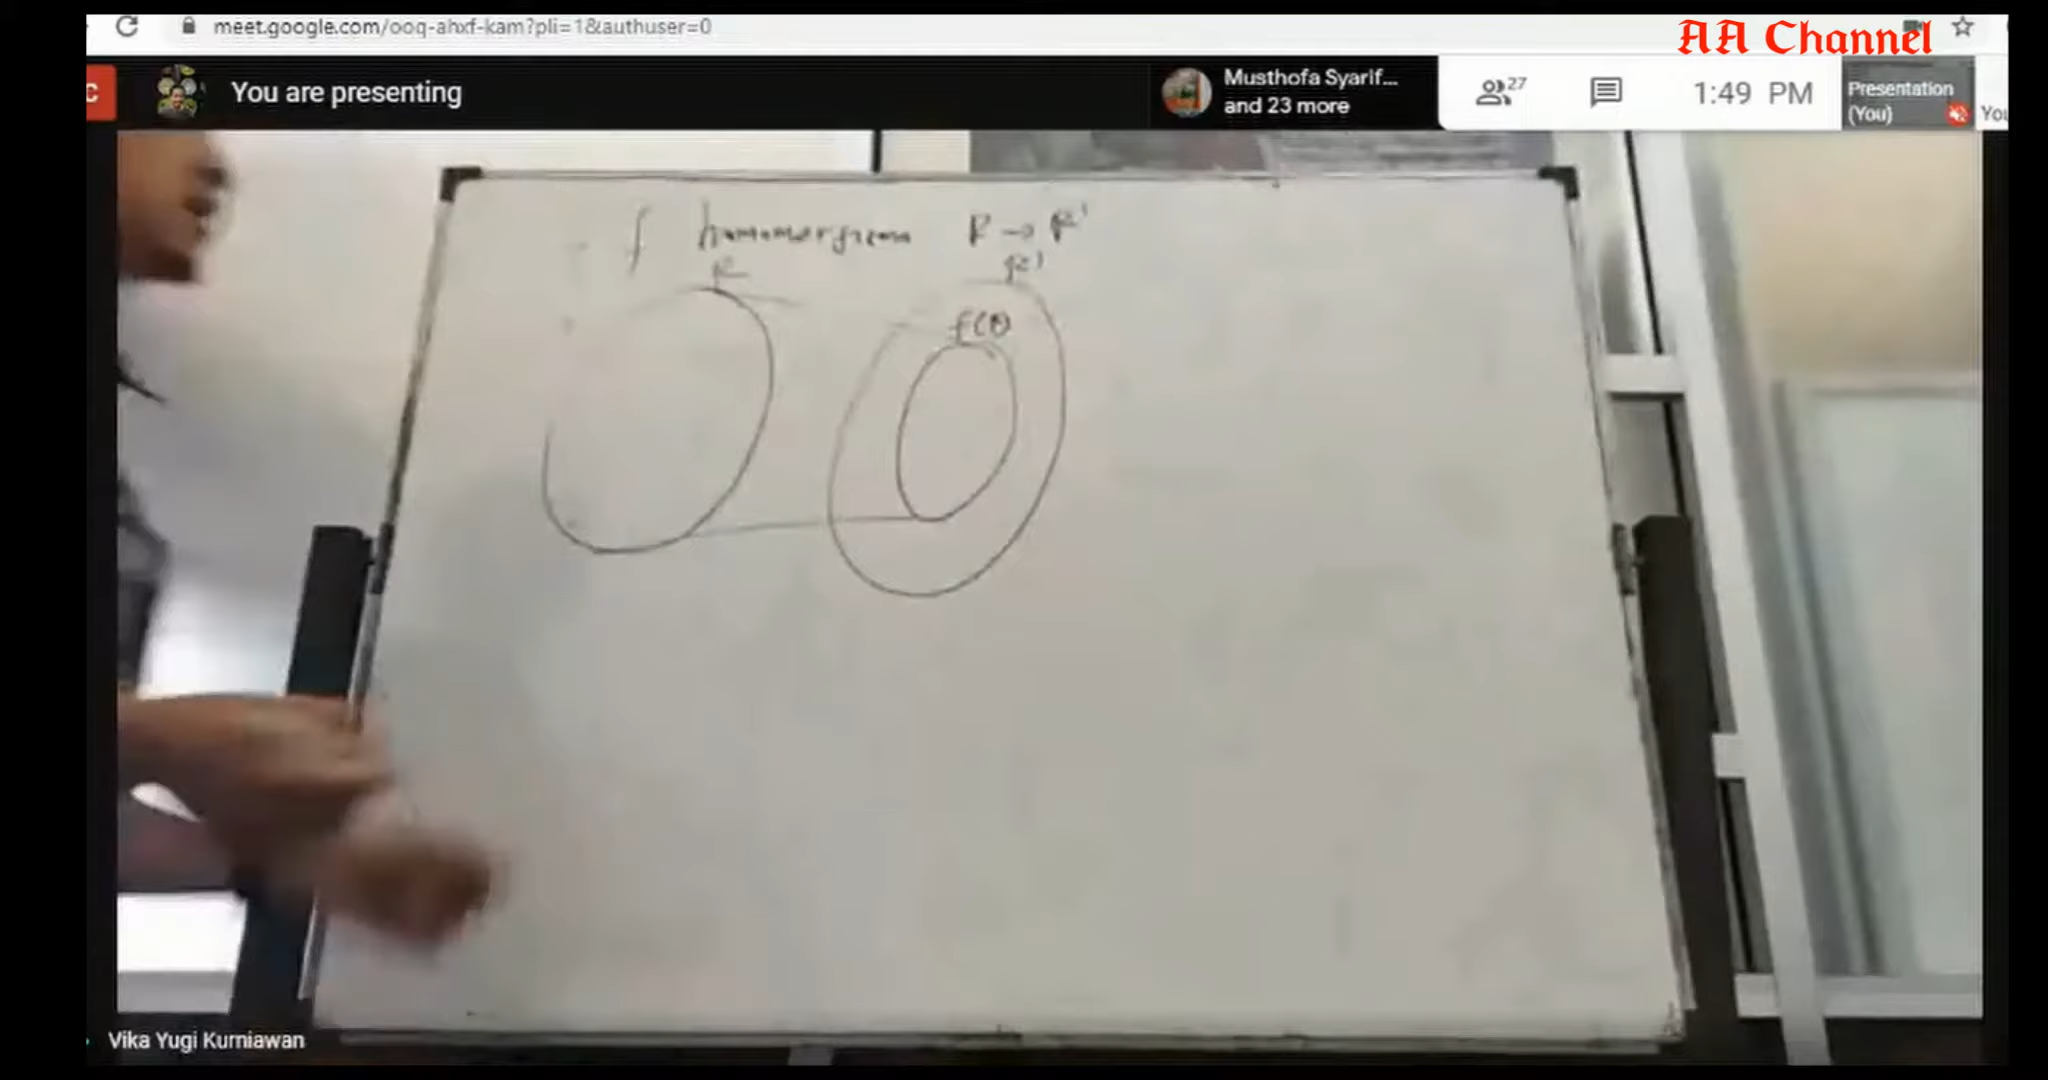 meet.google.com/ooq-ahxf-kam?pli=1&authuser=0
AA Channel
C
You are presenting
Musthofa Syarif...
and 23 more
27
1:49 PM
Presentation
(You)
You
f homomorfisma R → R'
R R'
f(R)
Vika Yugi Kurniawan